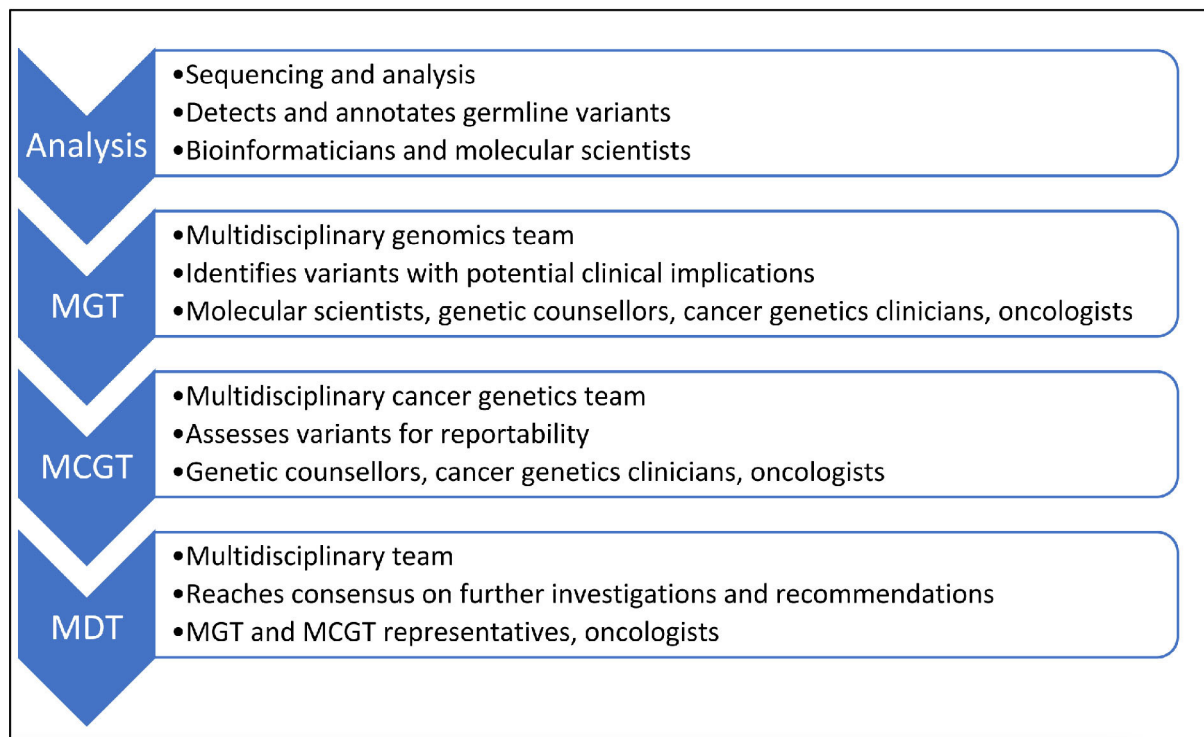 Analysis
•Sequencing and analysis
•Detects and annotates germline variants
•Bioinformaticians and molecular scientists
MGT
•Multidisciplinary genomics team
•Identifies variants with potential clinical implications
•Molecular scientists, genetic counsellors, cancer genetics clinicians, oncologists
MCGT
•Multidisciplinary cancer genetics team
•Assesses variants for reportability
•Genetic counsellors, cancer genetics clinicians, oncologists
MDT
•Multidisciplinary team
•Reaches consensus on further investigations and recommendations
•MGT and MCGT representatives, oncologists